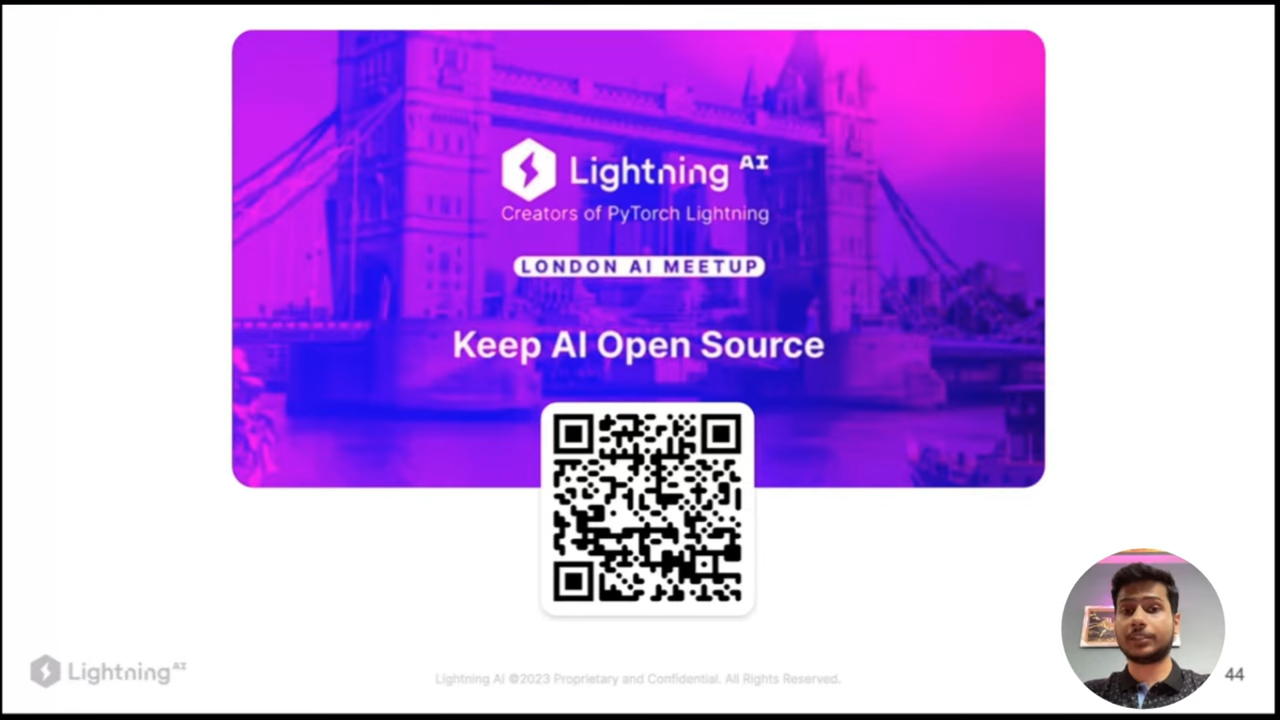 Lightning AI
Creators of PyTorch Lightning
LONDON AI MEETUP
Keep AI Open Source
Lightning AI
Lightning AI ©2023 Proprietary and Confidential. All Rights Reserved.
44